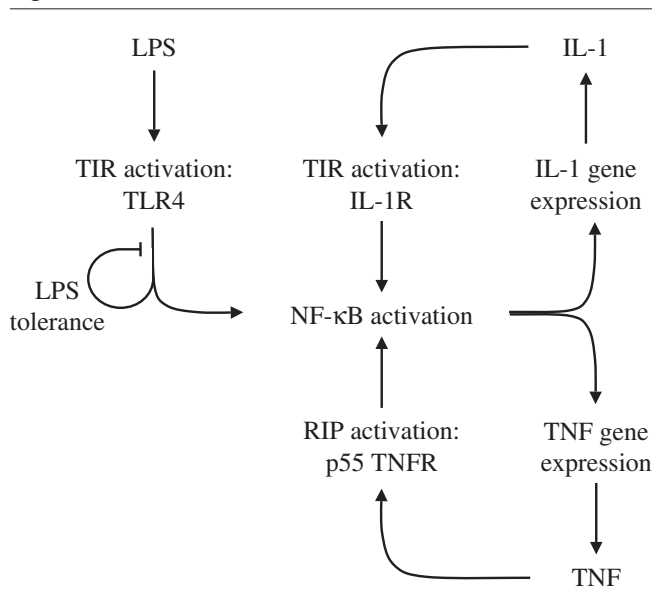 LPS
IL-1
TIR activation:
TLR4
TIR activation:
IL-1R
IL-1 gene
expression
LPS
tolerance
NF-κB activation
RIP activation:
p55 TNFR
TNF gene
expression
TNF